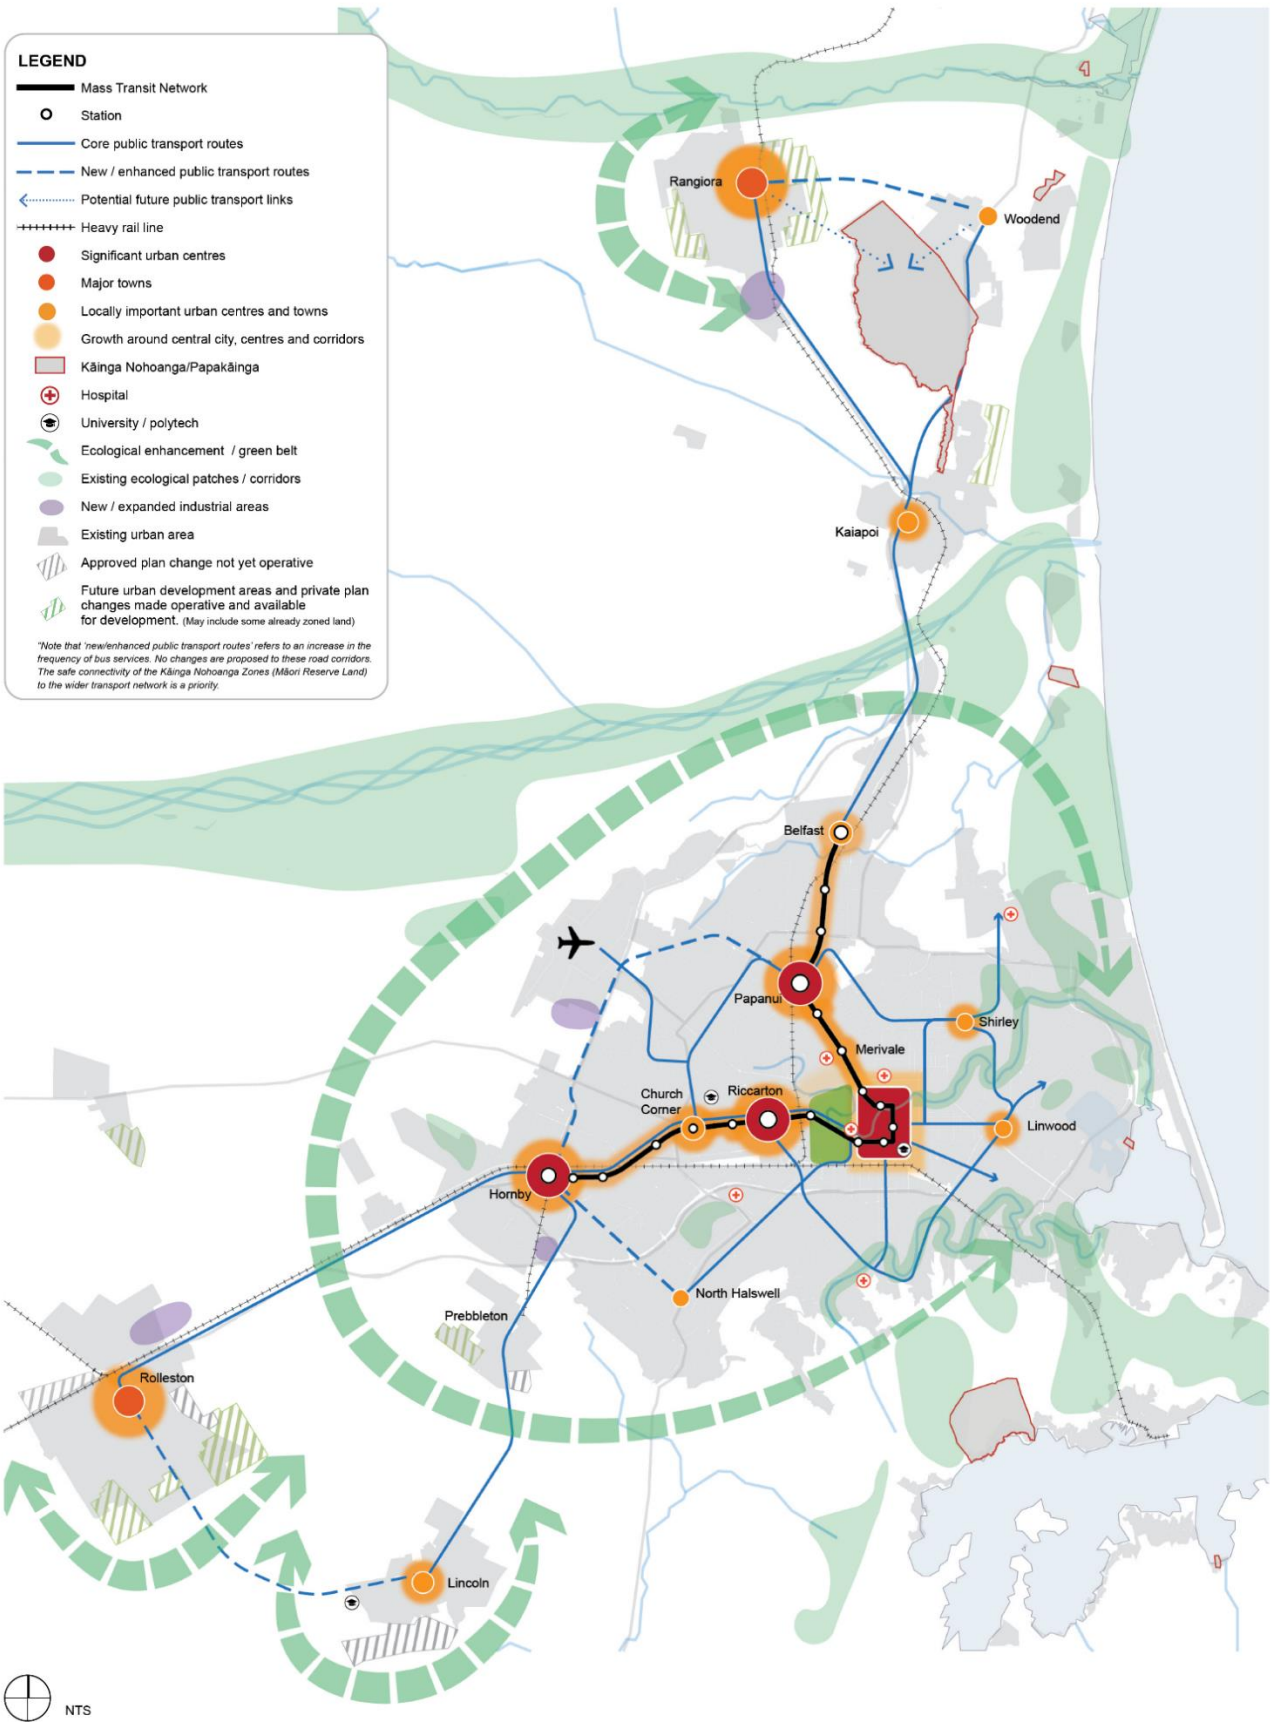 LEGEND
Mass Transit Network
Station
Core public transport routes
New / enhanced public transport routes
Potential future public transport links
Heavy rail line
Significant urban centres
Major towns
Locally important urban centres and towns
Growth around central city, centres and corridors
Kāinga Nohoanga/Papakāinga
Hospital
University / polytech
Ecological enhancement / green belt
Existing ecological patches / corridors
New / expanded industrial areas
Existing urban area
Approved plan change not yet operative
Future urban development areas and private plan
changes made operative and available
for development. (May include some already zoned land)
"Note that 'new/enhanced public transport routes' refers to an increase in the
frequency of bus services. No changes are proposed to these road corridors.
The safe connectivity of the Kāinga Nohoanga Zones (Māori Reserve Land)
to the wider transport network is a priority.
Rangiora
Woodend
Kaiapoi
Belfast
Papanui
Shirley
Merivale
Riccarton
Church
Corner
Linwood
Hornby
North Halswell
Prebbleton
Rolleston
Lincoln
NTS